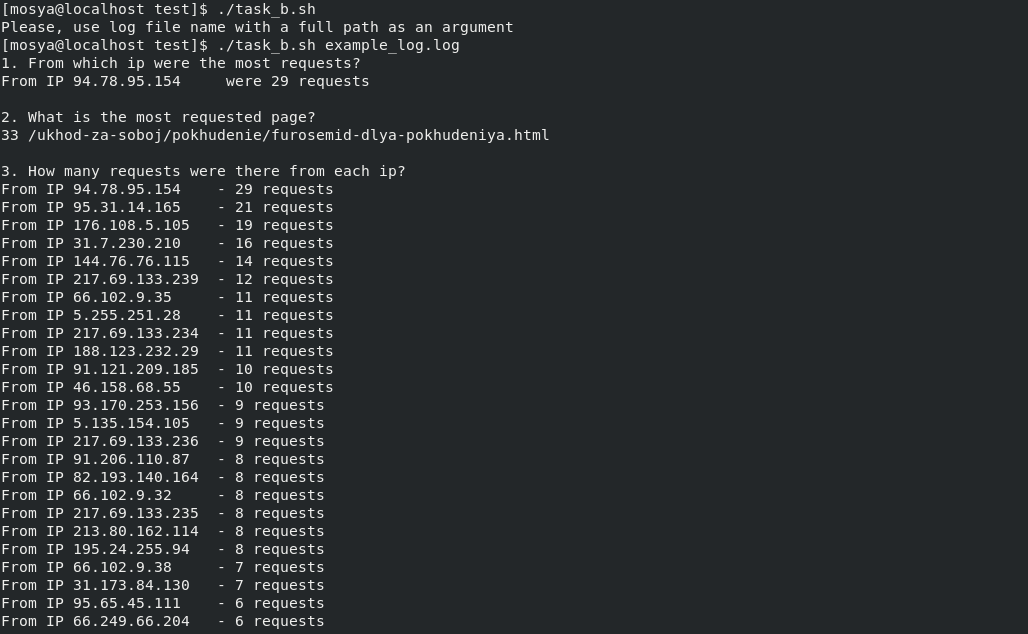 [mosya@localhost test]$ ./task_b.sh
Please, use log file name with a full path as an argument
[mosya@localhost test]$ ./task_b.sh example_log.log
1. From which ip were the most requests?
From IP 94.78.95.154     were 29 requests

2. What is the most requested page?
33 /ukhod-za-soboj/pokhudenie/furosemid-dlya-pokhudeniya.html

3. How many requests were there from each ip?
From IP 94.78.95.154    - 29 requests
From IP 95.31.14.165    - 21 requests
From IP 176.108.5.105   - 19 requests
From IP 31.7.230.210    - 16 requests
From IP 144.76.76.115   - 14 requests
From IP 217.69.133.239  - 12 requests
From IP 66.102.9.35     - 11 requests
From IP 5.255.251.28    - 11 requests
From IP 217.69.133.234  - 11 requests
From IP 188.123.232.29  - 11 requests
From IP 91.121.209.185  - 10 requests
From IP 46.158.68.55    - 10 requests
From IP 93.170.253.156  - 9 requests
From IP 5.135.154.105   - 9 requests
From IP 217.69.133.236  - 9 requests
From IP 91.206.110.87   - 8 requests
From IP 82.193.140.164  - 8 requests
From IP 66.102.9.32     - 8 requests
From IP 217.69.133.235  - 8 requests
From IP 213.80.162.114  - 8 requests
From IP 195.24.255.94   - 8 requests
From IP 66.102.9.38     - 7 requests
From IP 31.173.84.130   - 7 requests
From IP 95.65.45.111    - 6 requests
From IP 66.249.66.204   - 6 requests